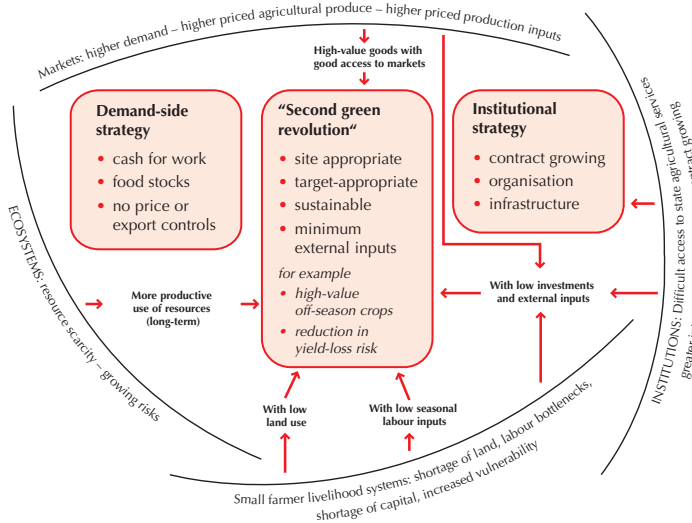 Markets: higher demand – higher priced agricultural produce – higher priced production inputs
High-value goods with
good access to markets
Demand-side
strategy
• cash for work
• food stocks
• no price or
export controls
“Second green
revolution“
• site appropriate
• target-appropriate
• sustainable
• minimum
external inputs
for example
• high-value
off-season crops
• reduction in
yield-loss risk
Institutional
strategy
• contract growing
• organisation
• infrastructure
ECOSYSTEMS: resource scarcity – growing risks
More productive
use of resources
(long-term)
With low investments
and external inputs
INSTITUTIONS: Difficult access to state agricultural services
greater
growing
With low
land use
With low seasonal
labour inputs
Small farmer livelihood systems: shortage of land, labour bottlenecks,
shortage of capital, increased vulnerability